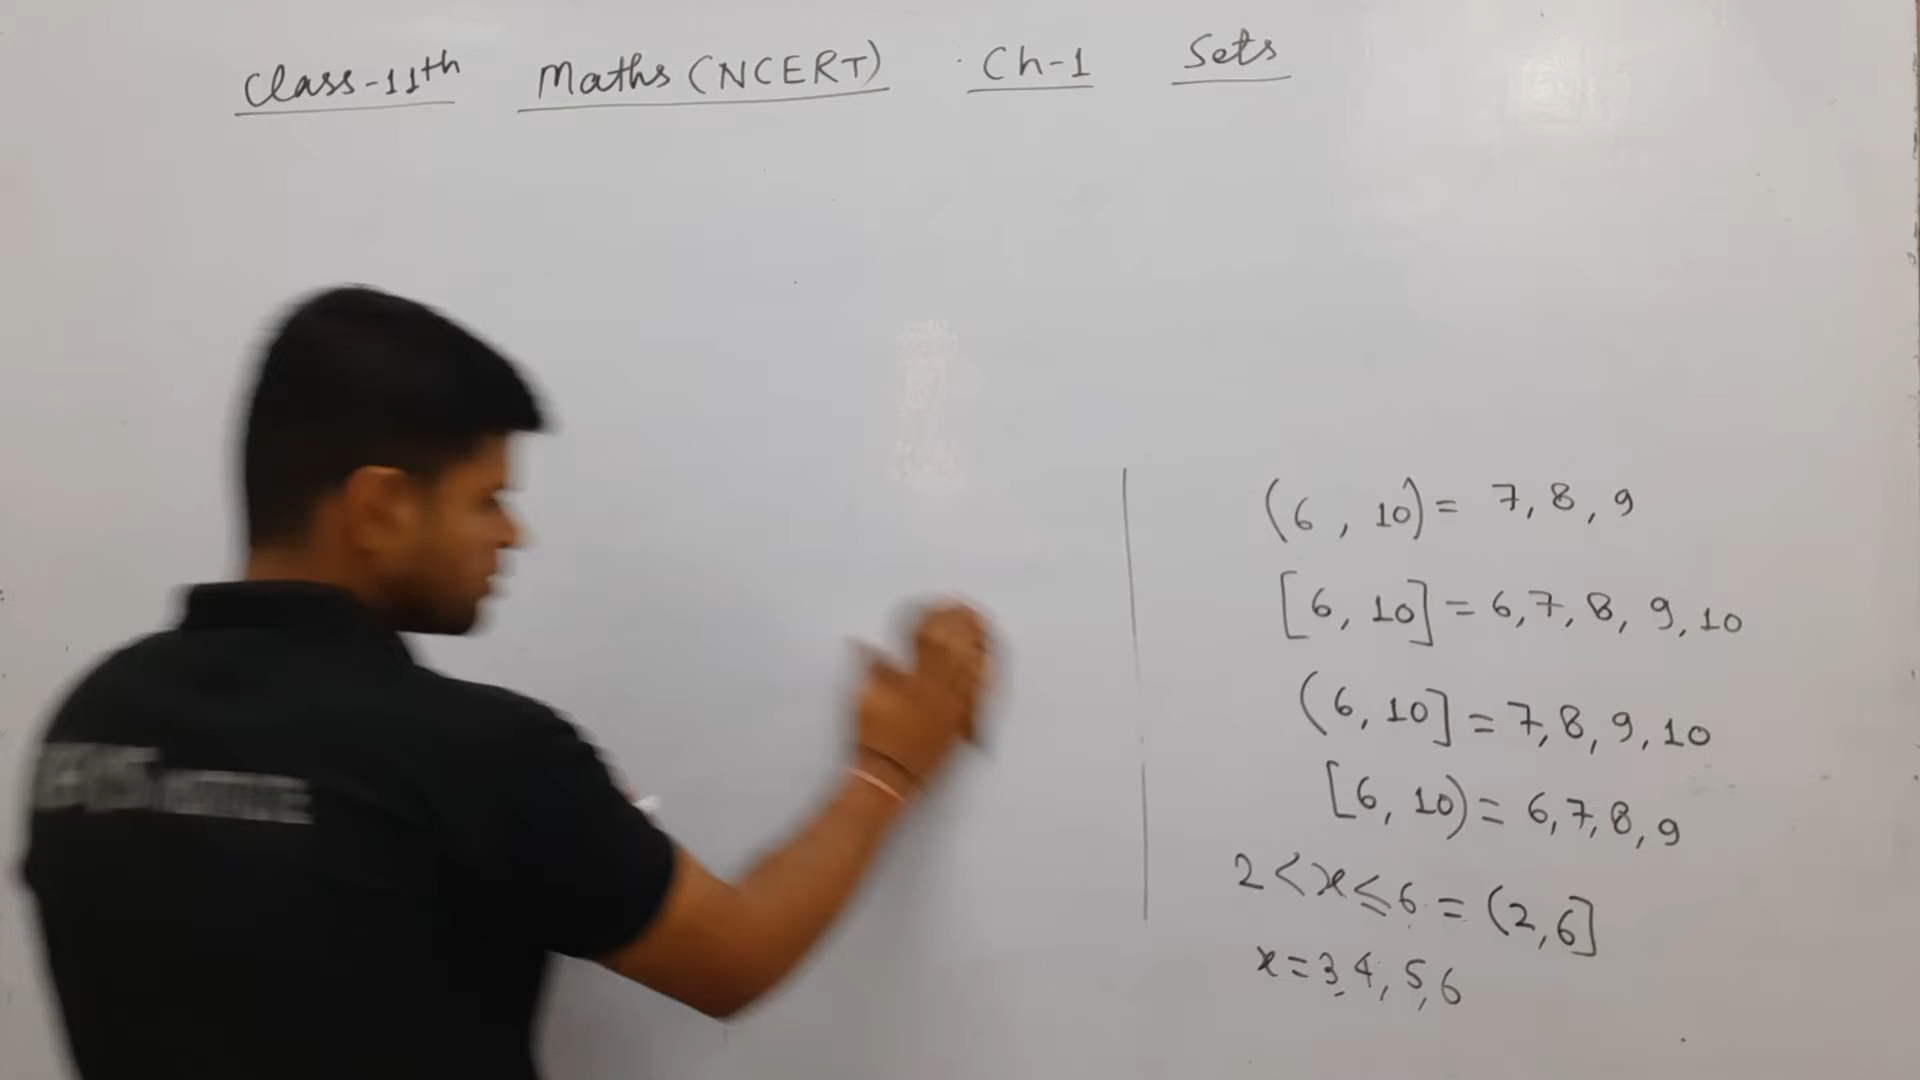 Class-11th Maths (NCERT) Ch-1 Sets
(6, 10) = 7, 8, 9
[6, 10] = 6, 7, 8, 9, 10
(6, 10] = 7, 8, 9, 10
[6, 10) = 6, 7, 8, 9
2 < x ≤ 6 = (2, 6]
x = 3, 4, 5, 6